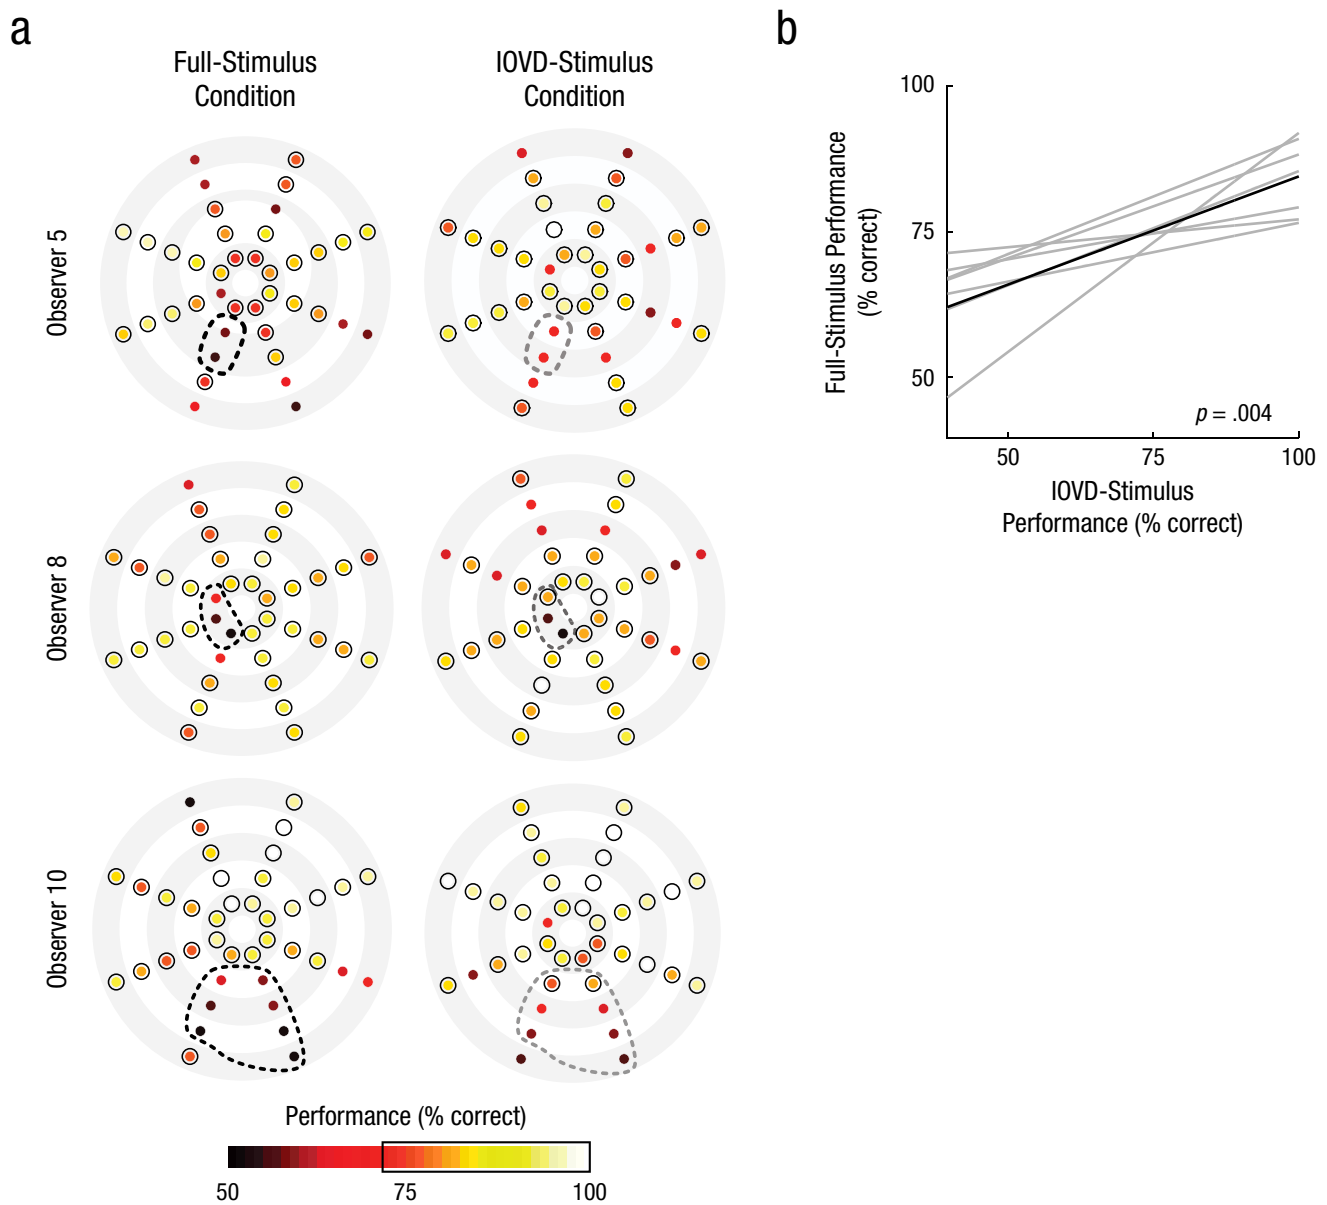 a
Full-Stimulus
Condition
IOVD-Stimulus
Condition
Observer 5
Observer 8
Observer 10
Performance (% correct)
50
75
100
b
Full-Stimulus Performance
(% correct)
100
75
50
p = .004
50
75
100
IOVD-Stimulus
Performance (% correct)